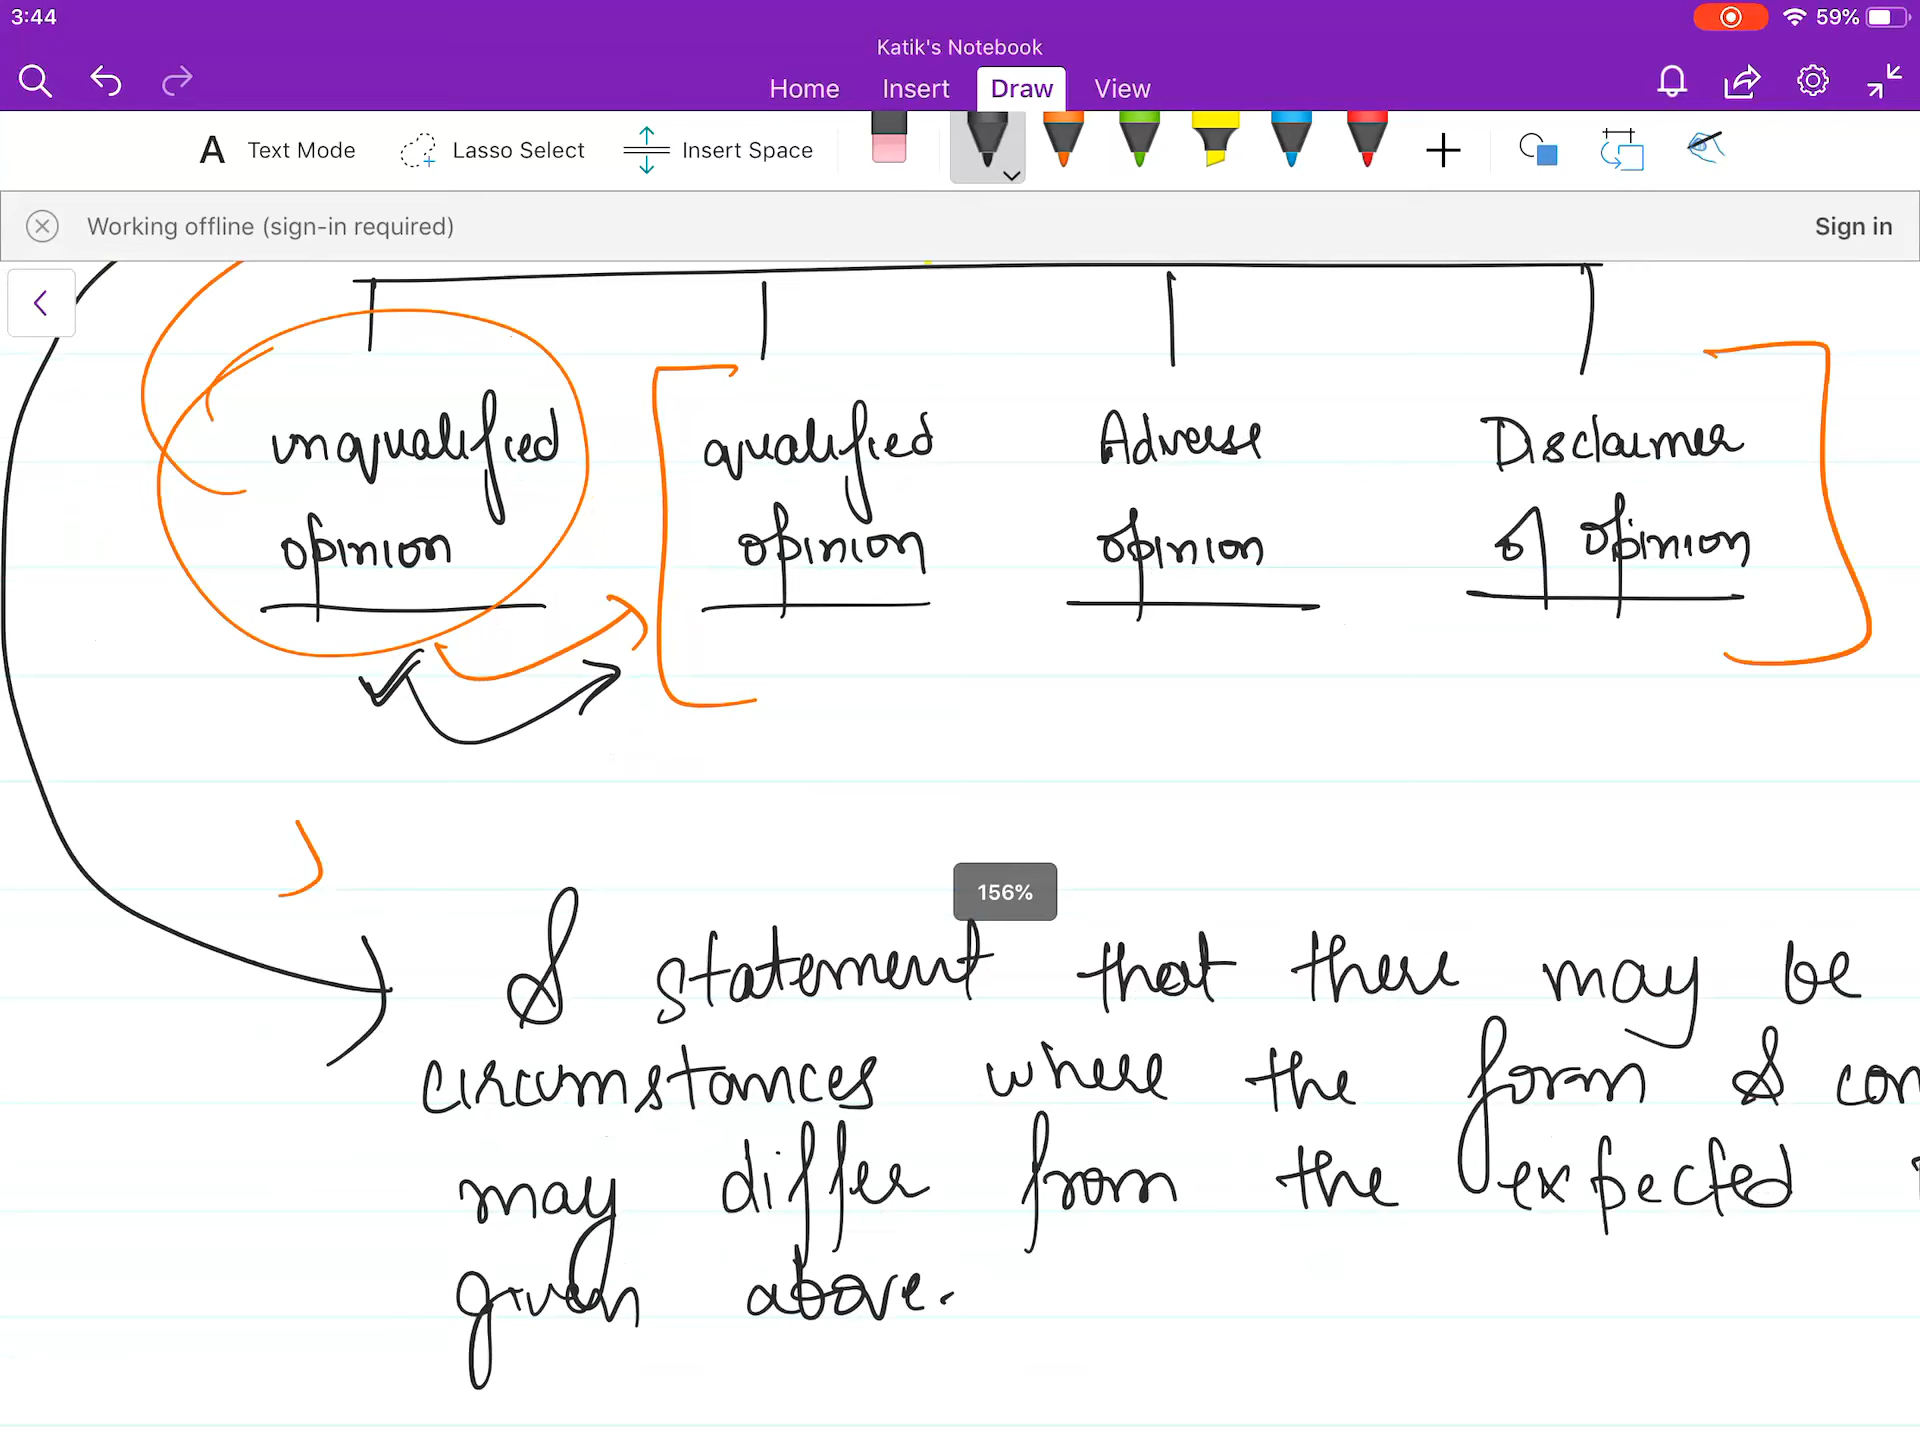 3:44
59%
Katik's Notebook
Home Insert Draw View
Text Mode Lasso Select Insert Space
Working offline (sign-in required) Sign in
unqualified qualified Adverse Disclaimer
opinion opinion opinion of opinion
156%
& statement that there may be
circumstances where the form & con
may differ from the expected
given above.